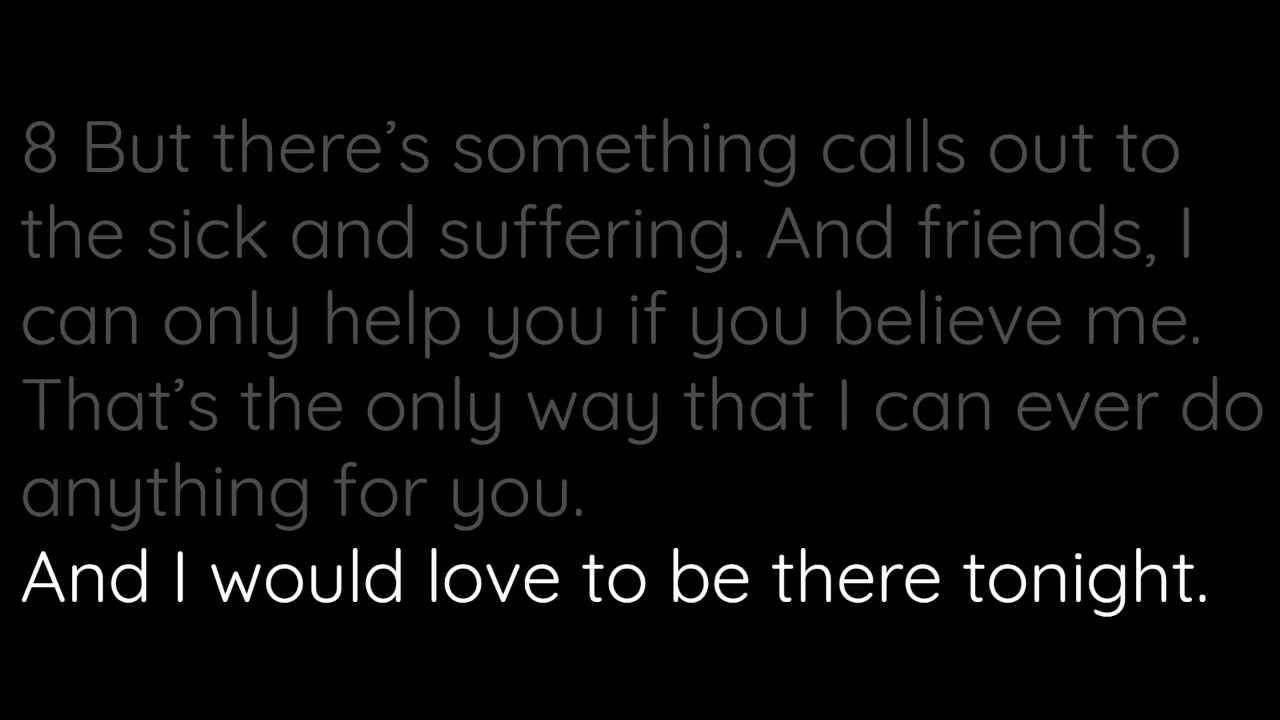 8 But there’s something calls out to
the sick and suffering. And friends, I
can only help you if you believe me.
That’s the only way that I can ever do
anything for you.
And I would love to be there tonight.